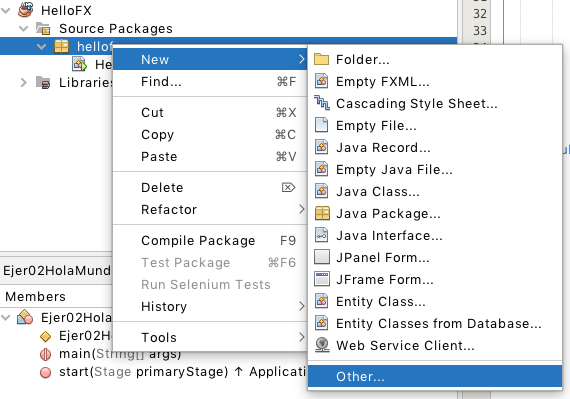 HelloFX
Source Packages
hellof
He
Libraries
New
Find... ⌘F
Cut ⌘X
Copy ⌘C
Paste ⌘V
Delete ⌦
Refactor
Compile Package F9
Test Package ⌘F6
Run Selenium Tests
History
Tools
Folder...
Empty FXML...
Cascading Style Sheet...
Empty File...
Java Record...
Empty Java File...
Java Class...
Java Package...
Java Interface...
JPanel Form...
JFrame Form...
Entity Class...
Entity Classes from Database...
Web Service Client...
Other...
32
33
Ejer02HolaMund
Members
Ejer02Hola
Ejer02H
main(String[] args)
start(Stage primaryStage) ↑ Applicati